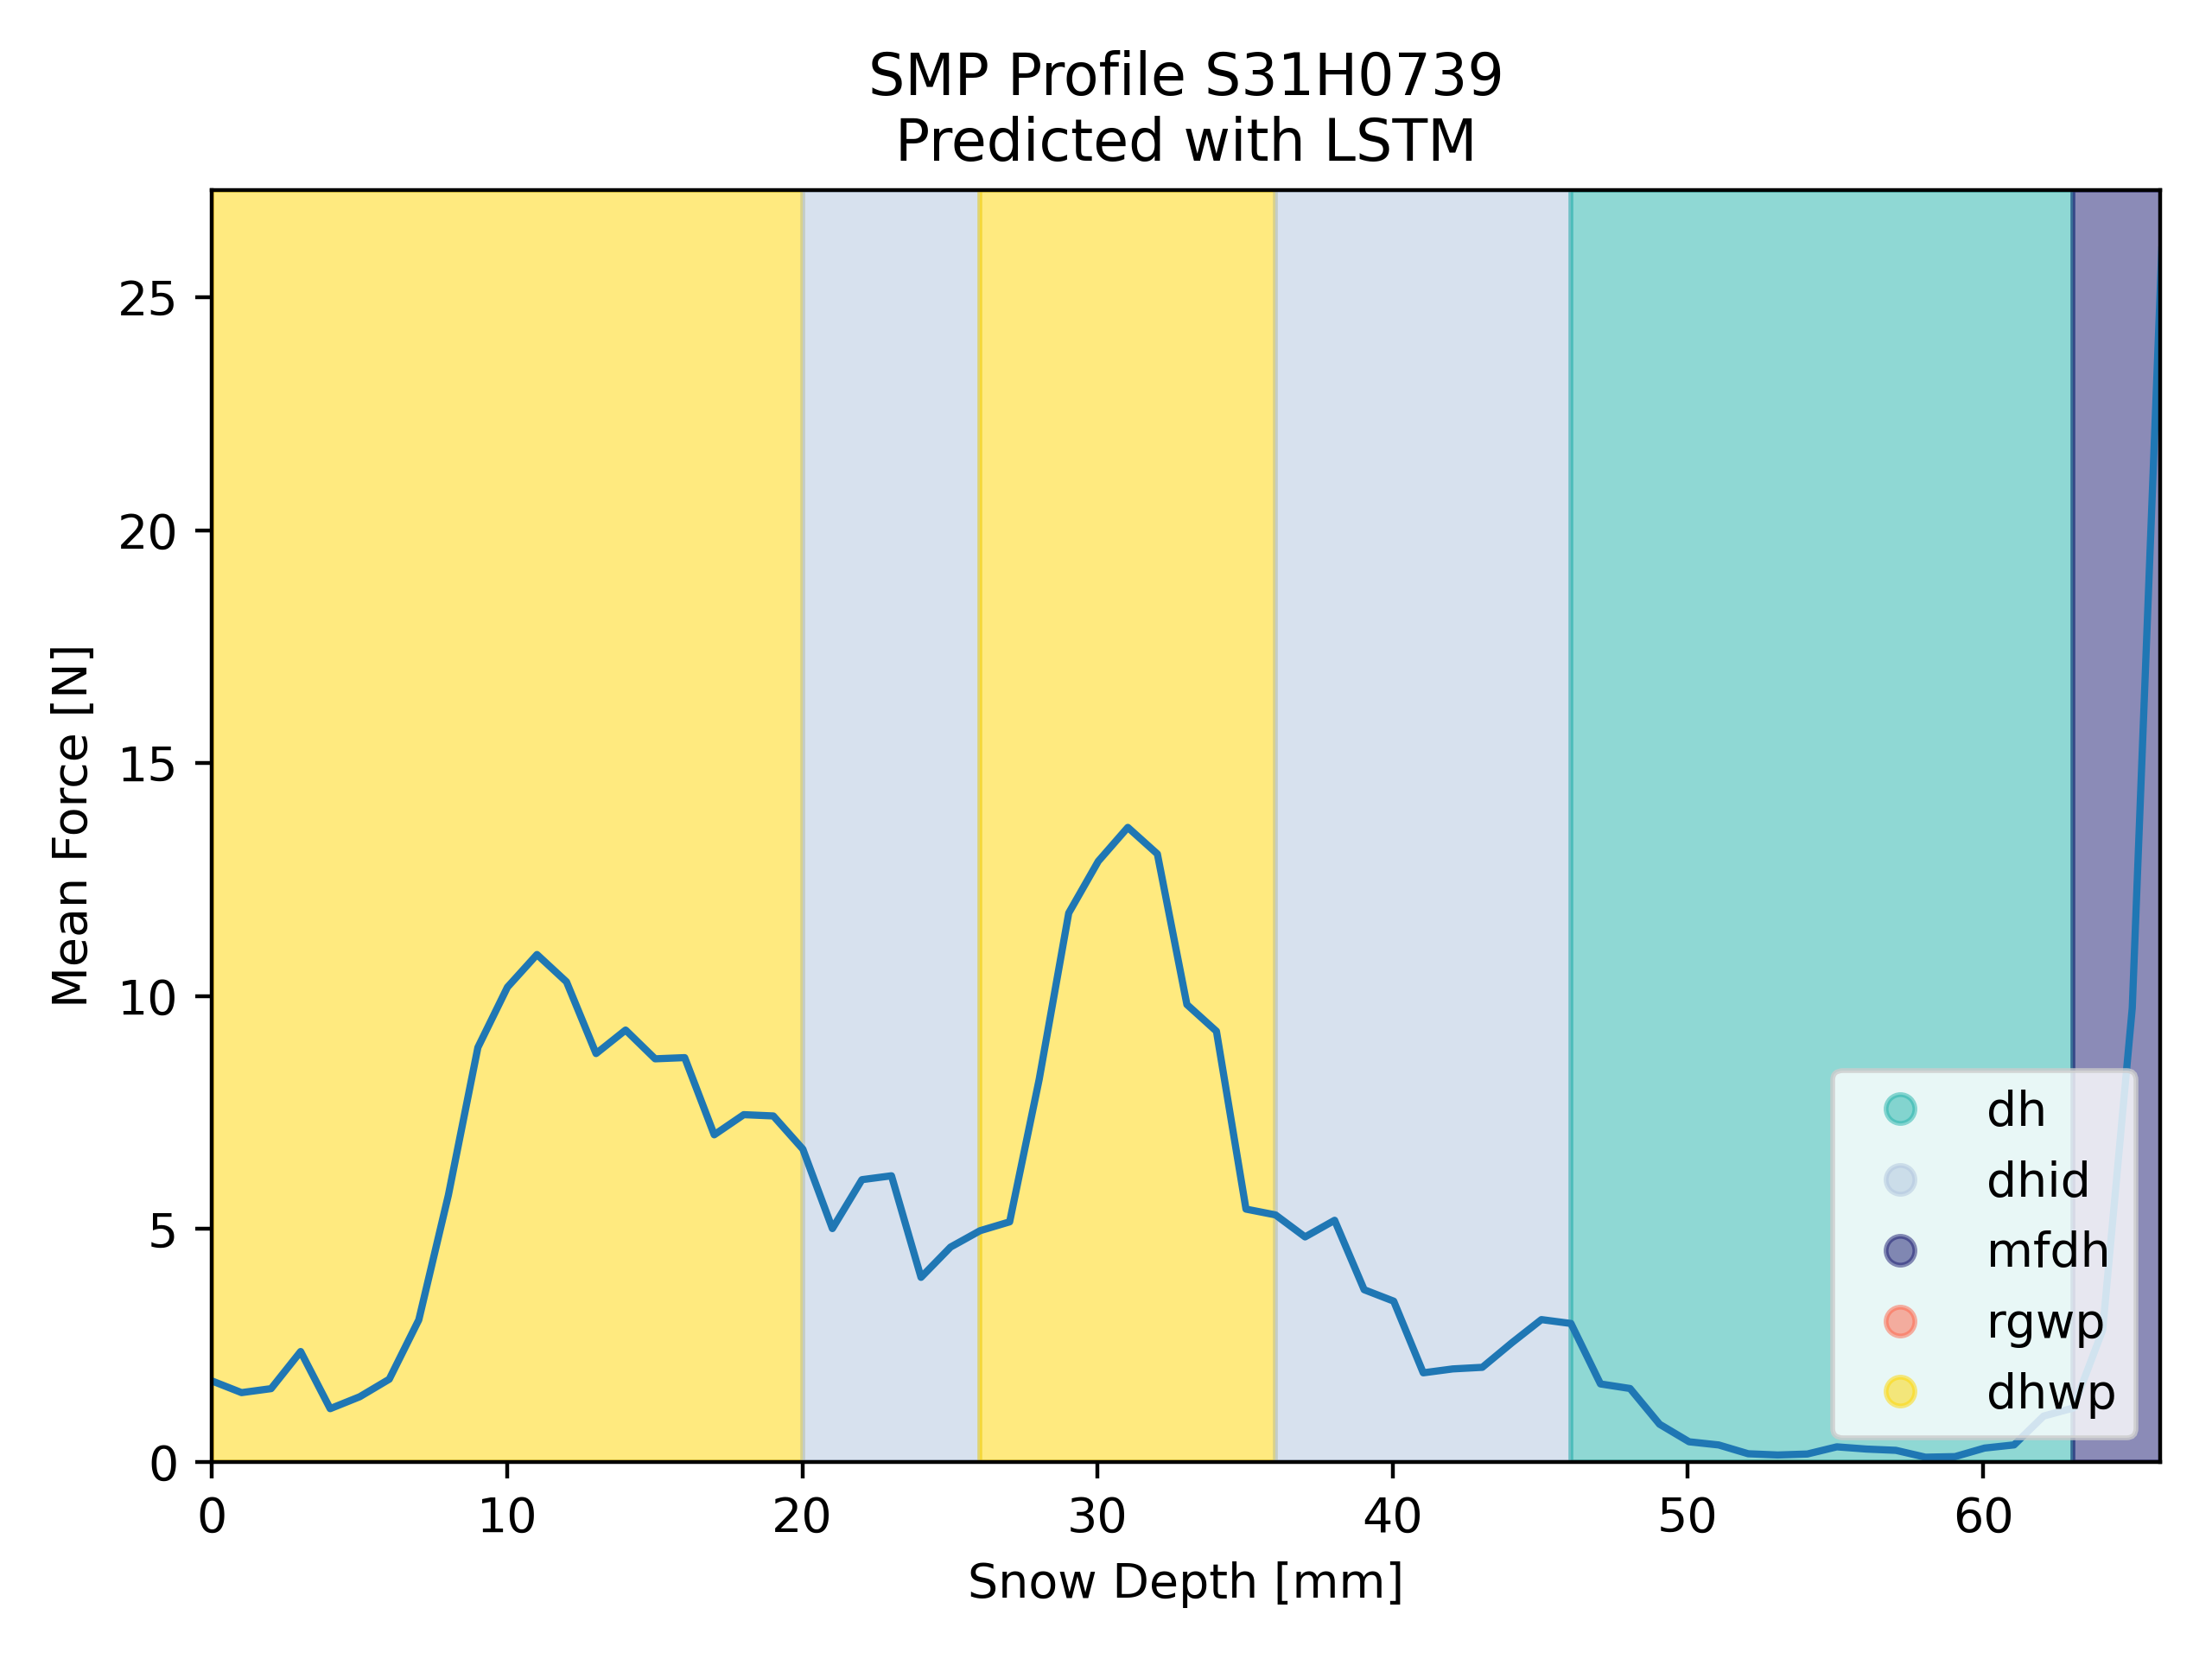 SMP Profile S31H0739
Predicted with LSTM
Mean Force [N]
25
20
15
10
5
0
dh
dhid
mfdh
rgwp
dhwp
0 10 20 30 40 50 60
Snow Depth [mm]